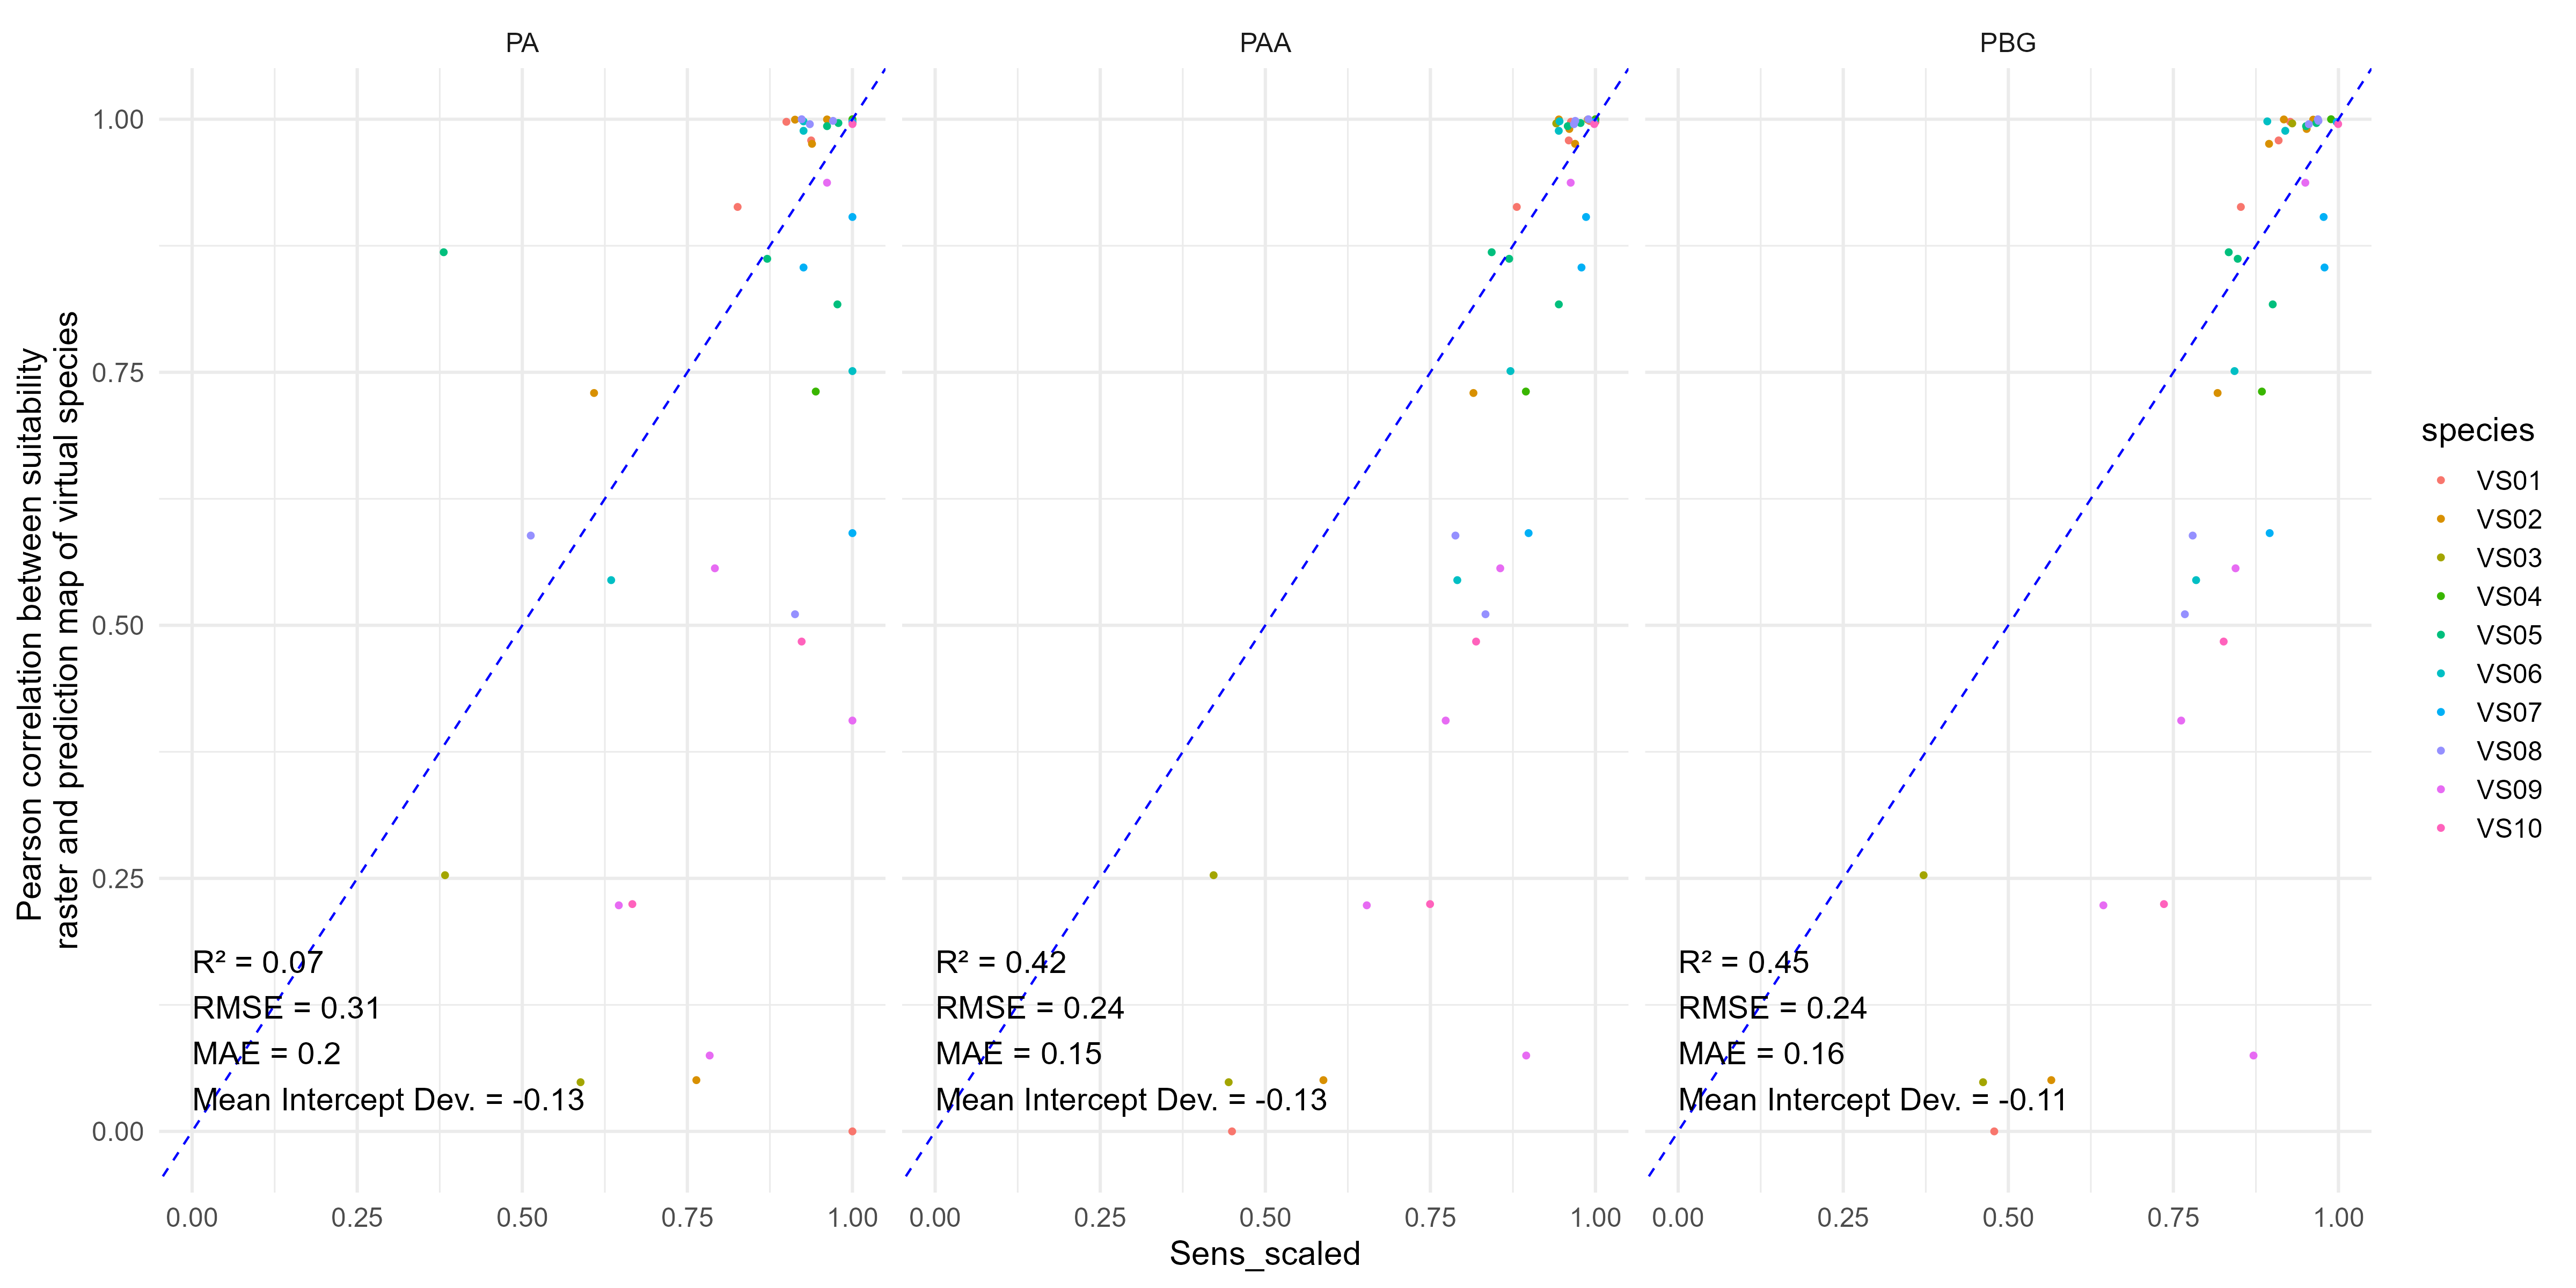 PA
PAA
PBG
Pearson correlation between suitability
raster and prediction map of virtual species
1.00
0.75
0.50
0.25
0.00
R² = 0.07
RMSE = 0.31
MAE = 0.2
Mean Intercept Dev. = -0.13
R² = 0.42
RMSE = 0.24
MAE = 0.15
Mean Intercept Dev. = -0.13
R² = 0.45
RMSE = 0.24
MAE = 0.16
Mean Intercept Dev. = -0.11
0.00 0.25 0.50 0.75 1.00
0.00 0.25 0.50 0.75 1.00
0.00 0.25 0.50 0.75 1.00
Sens_scaled
species
VS01
VS02
VS03
VS04
VS05
VS06
VS07
VS08
VS09
VS10